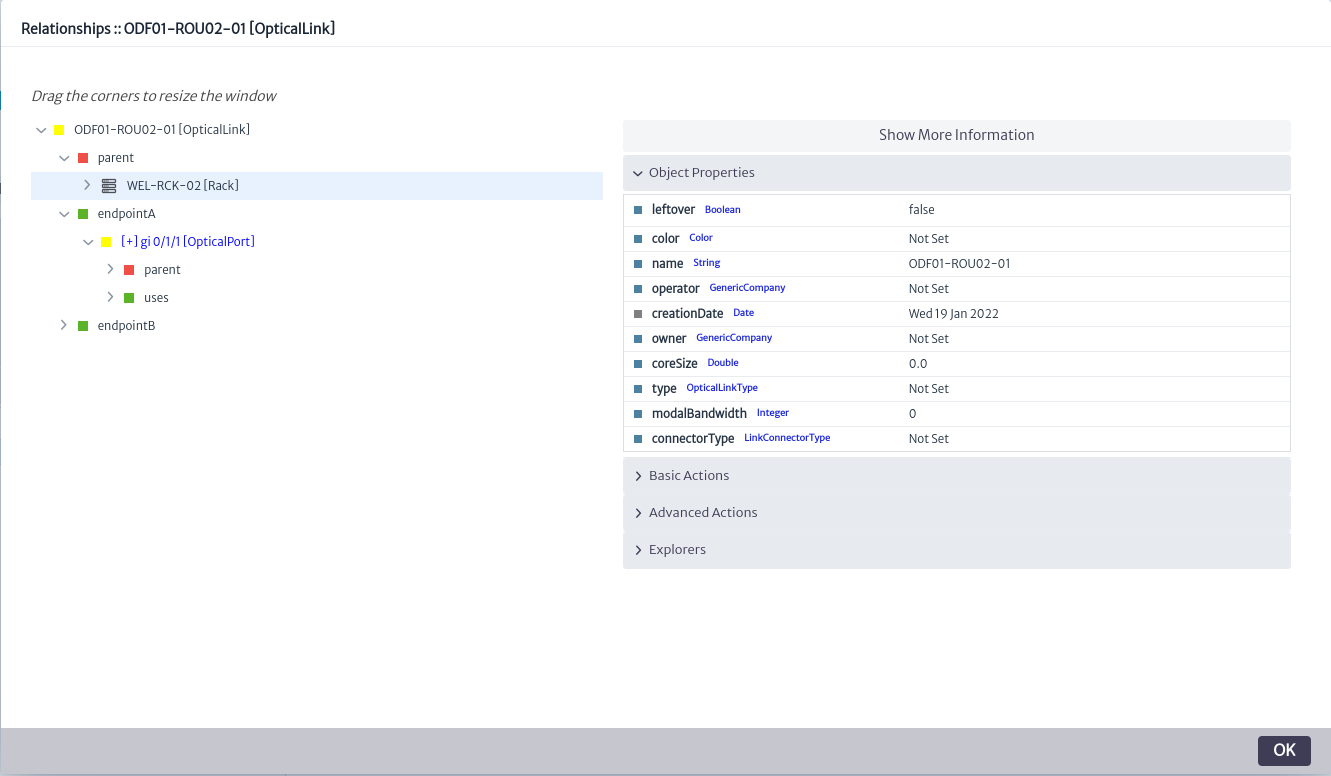 Relationships :: ODF01-ROU02-01 [OpticalLink]
Drag the corners to resize the window
ODF01-ROU02-01 [OpticalLink]
parent
WEL-RCK-02 [Rack]
endpointA
[+] gi 0/1/1 [OpticalPort]
parent
uses
endpointB
Show More Information
Object Properties
leftover Boolean false
color Color Not Set
name String ODF01-ROU02-01
operator GenericCompany Not Set
creationDate Date Wed 19 Jan 2022
owner GenericCompany Not Set
coreSize Double 0.0
type OpticalLinkType Not Set
modalBandwidth Integer 0
connectorType LinkConnectorType Not Set
Basic Actions
Advanced Actions
Explorers
OK